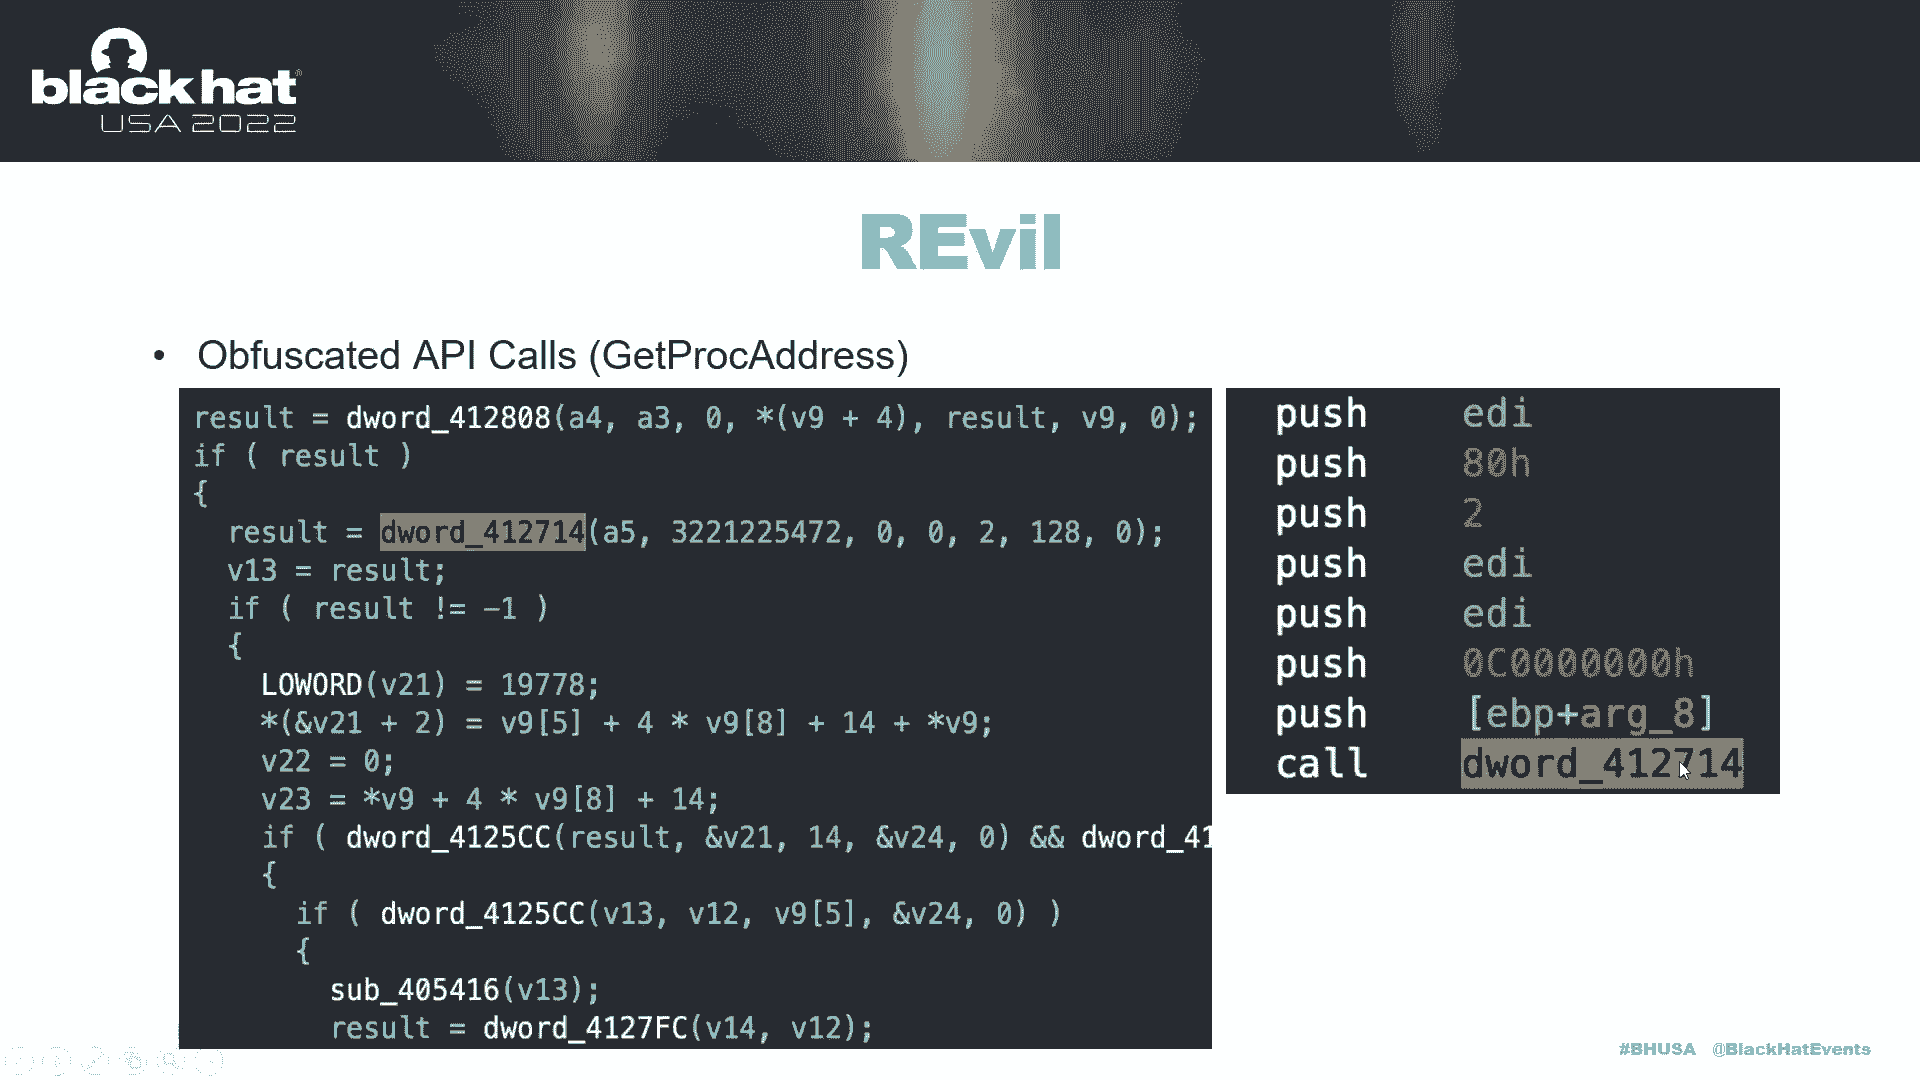 black hat®
USA 2022
REvil
• Obfuscated API Calls (GetProcAddress)
result = dword_412808(a4, a3, 0, *(v9 + 4), result, v9, 0);
if ( result )
{
result = dword_412714(a5, 3221225472, 0, 0, 2, 128, 0);
v13 = result;
if ( result != −1 )
{
LOWORD(v21) = 19778;
*(&v21 + 2) = v9[5] + 4 * v9[8] + 14 + *v9;
v22 = 0;
v23 = *v9 + 4 * v9[8] + 14;
if ( dword_4125CC(result, &v21, 14, &v24, 0) && dword_41
{
if ( dword_4125CC(v13, v12, v9[5], &v24, 0) )
{
sub_405416(v13);
result = dword_4127FC(v14, v12);
push edi
push 80h
push 2
push edi
push edi
push 0C0000000h
push [ebp+arg_8]
call dword_412714
#BHUSA @BlackHatEvents